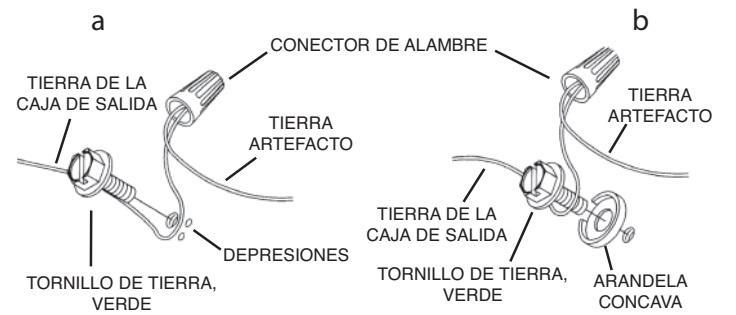 a
b
CONECTOR DE ALAMBRE
TIERRA DE LA
CAJA DE SALIDA
TIERRA
ARTEFACTO
DEPRESIONES
TORNILLO DE TIERRA,
VERDE
TIERRA
ARTEFACTO
TIERRA DE LA
CAJA DE SALIDA
TORNILLO DE TIERRA,
VERDE
ARANDELA
CONCAVA